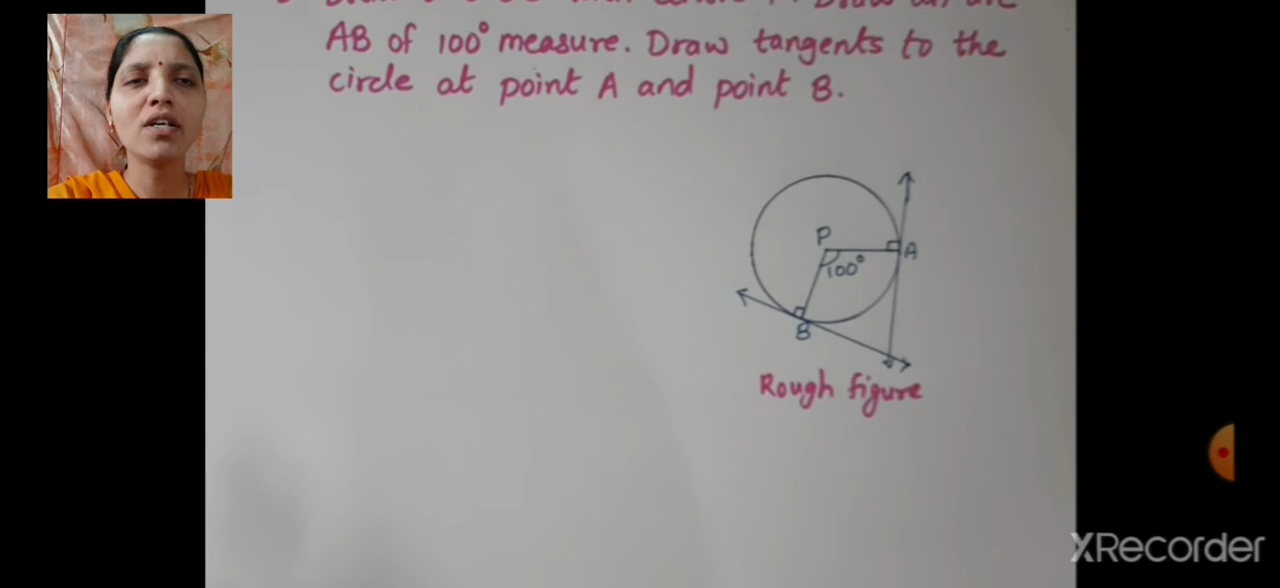 AB of 100° measure. Draw tangents to the
circle at point A and point B.
P
A
100°
B
Rough figure
XRecorder